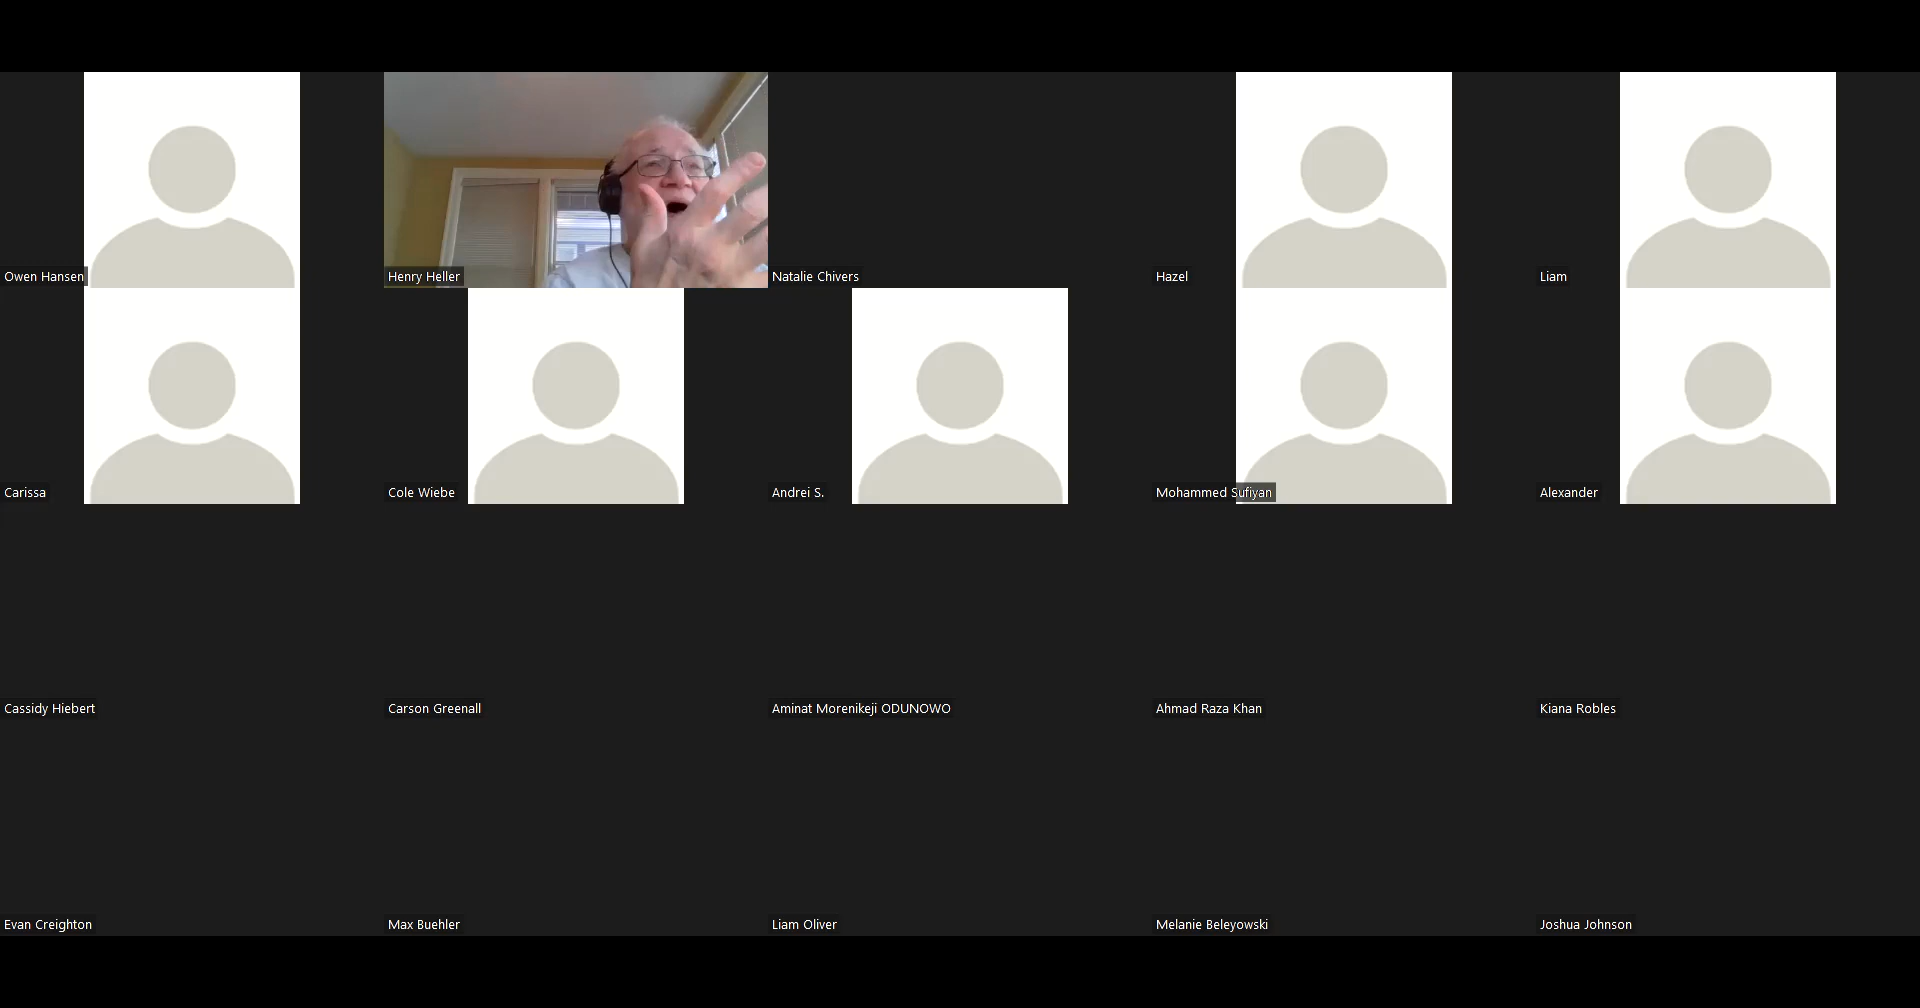 Owen Hansen
Henry Heller
Natalie Chivers
Hazel
Liam
Carissa
Cole Wiebe
Andrei S.
Mohammed Sufiyan
Alexander
Cassidy Hiebert
Carson Greenall
Aminat Morenikeji ODUNOWO
Ahmad Raza Khan
Kiana Robles
Evan Creighton
Max Buehler
Liam Oliver
Melanie Beleyowski
Joshua Johnson